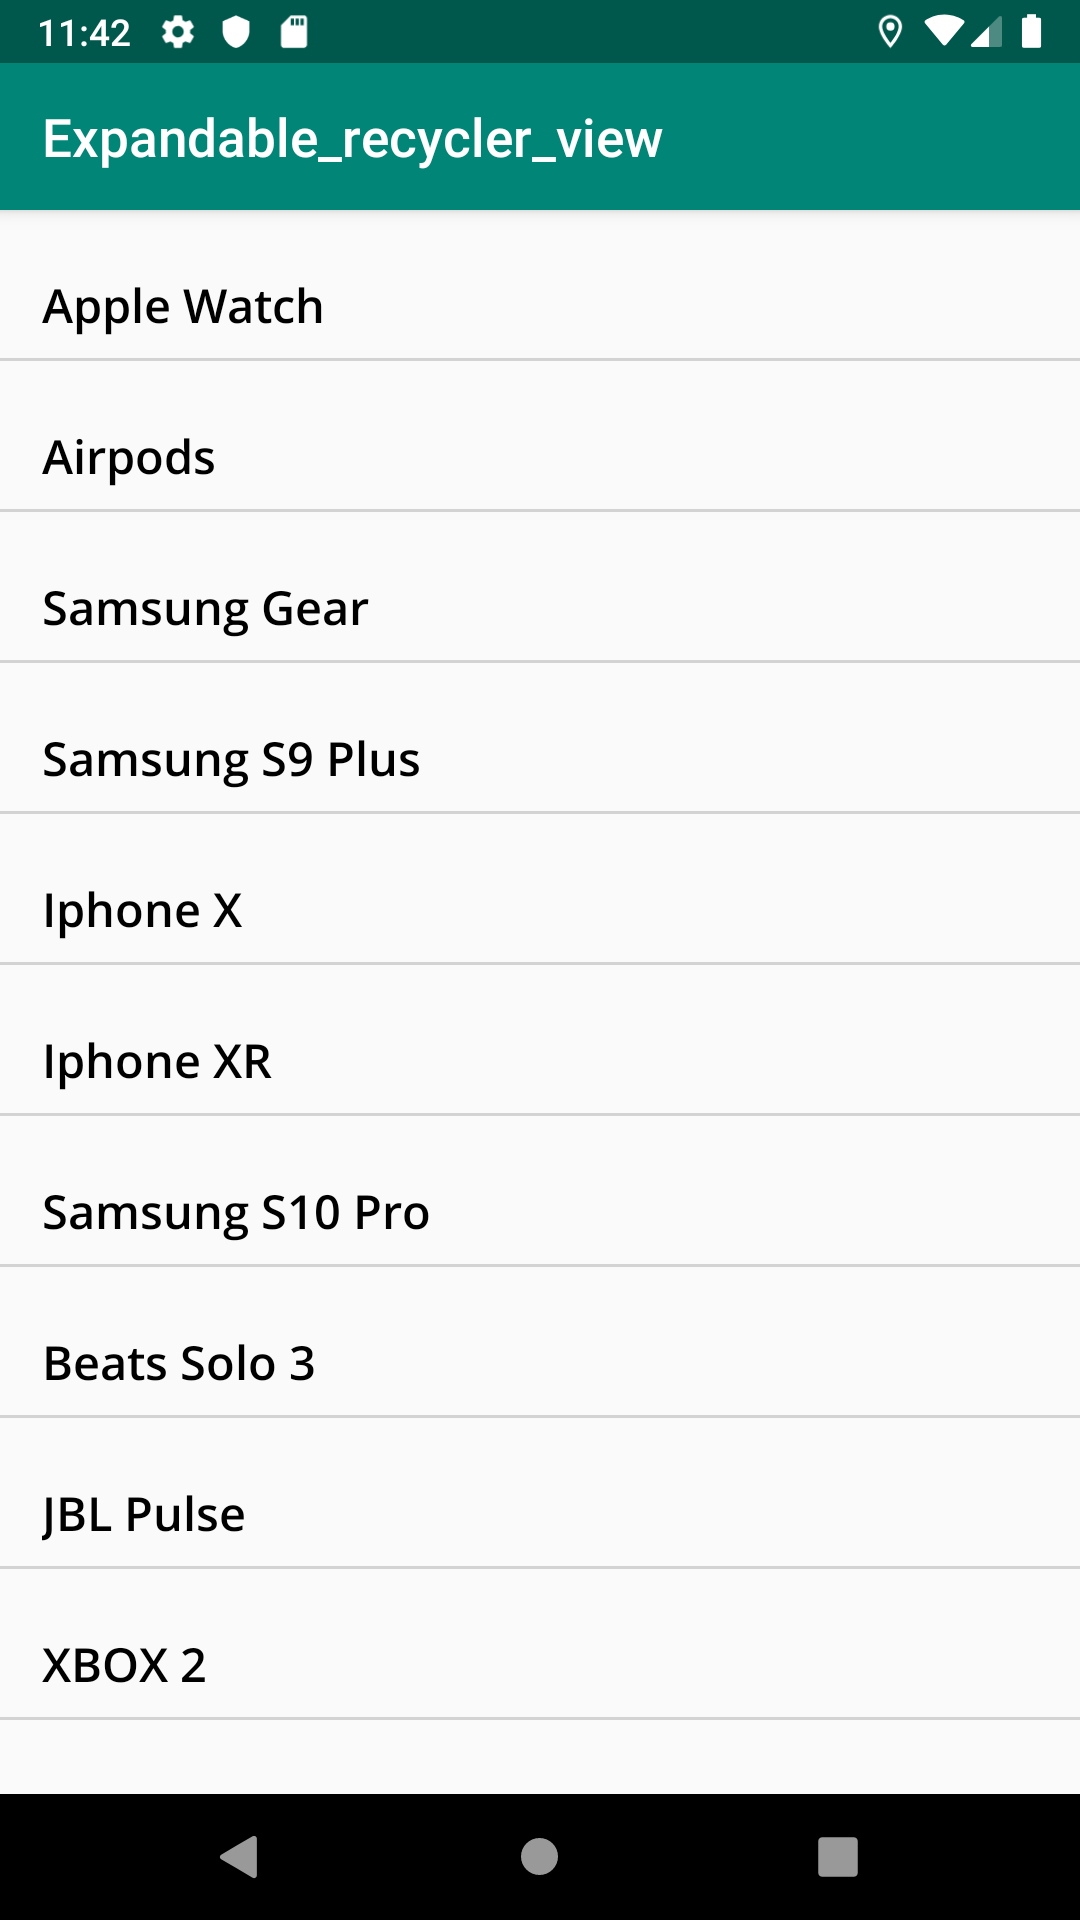 11:42
Expandable_recycler_view
Apple Watch
Airpods
Samsung Gear
Samsung S9 Plus
Iphone X
Iphone XR
Samsung S10 Pro
Beats Solo 3
JBL Pulse
XBOX 2